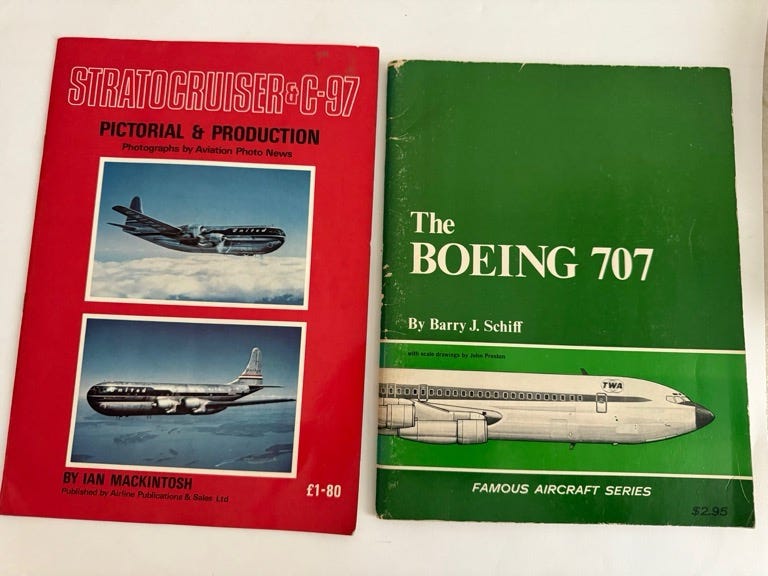 STRATOCRUISER & C-97
PICTORIAL & PRODUCTION
Photographs by Aviation Photo News
United
BY IAN MACKINTOSH
Published by Airline Publications & Sales Ltd
£1-80
The
BOEING 707
By Barry J. Schiff
with scale drawings by John Preston
TWA
FAMOUS AIRCRAFT SERIES
$2.95